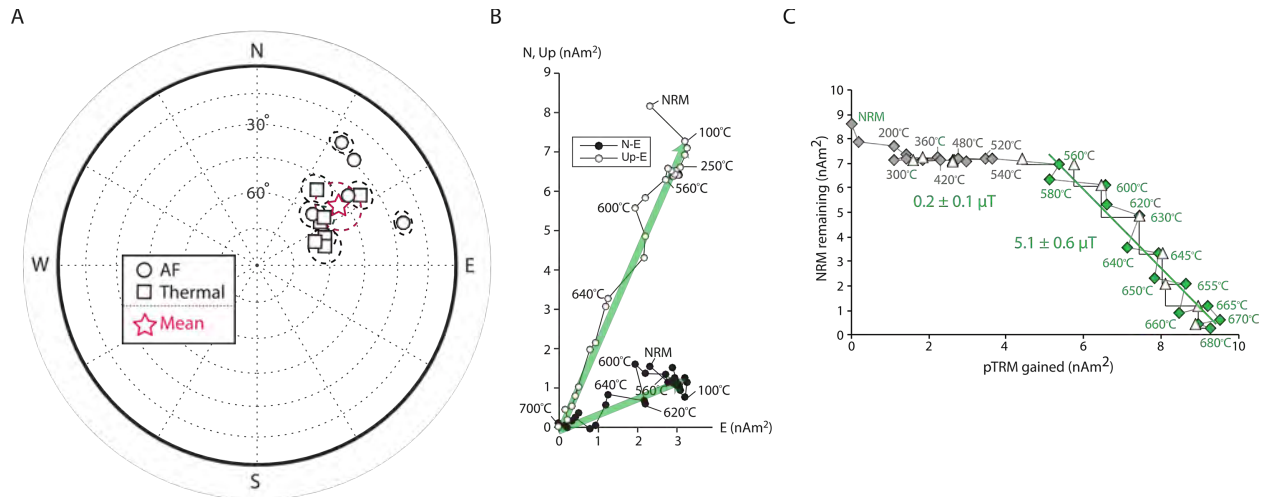 A
N
30°
60°
W
E
S
AF
Thermal
Mean
B
N, Up (nAm²)
9
8
7
6
5
4
3
2
1
0
NRM
100°C
N-E
Up-E
250°C
560°C
600°C
640°C
NRM
600°C
560°C
100°C
640°C
620°C
700°C
0
1
2
3
E (nAm²)
C
NRM remaining (nAm²)
10
9
8
7
6
5
4
3
2
1
0
NRM
200°C
360°C
480°C
520°C
300°C
420°C
540°C
560°C
580°C
600°C
620°C
630°C
0.2 ± 0.1 μT
5.1 ± 0.6 μT
640°C
645°C
650°C
655°C
660°C
665°C
670°C
680°C
0
2
4
6
8
10
pTRM gained (nAm²)